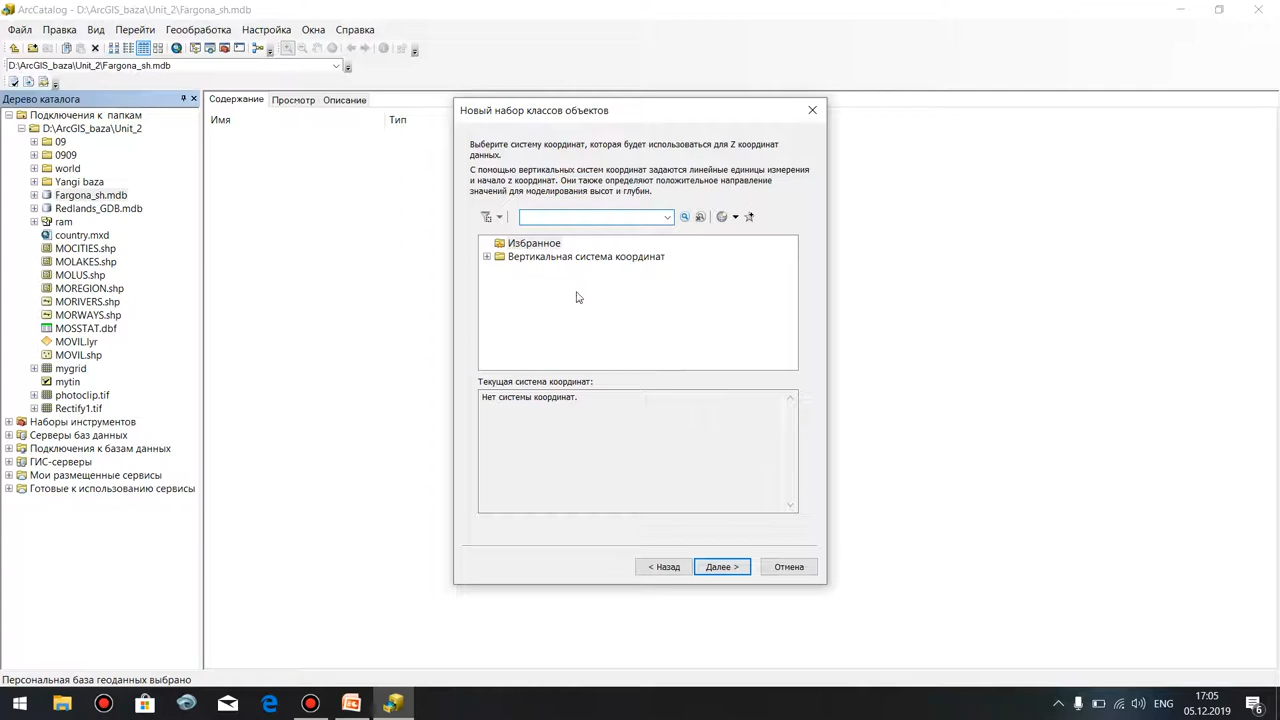 ArcCatalog - D:\ArcGIS_baza\Unit_2\Fargona_sh.mdb
Файл Правка Вид Перейти Геообработка Настройка Окна Справка
D:\ArcGIS_baza\Unit_2\Fargona_sh.mdb
Дерево каталога
Подключения к папкам
D:\ArcGIS_baza\Unit_2
09
0909
world
Yangi baza
Fargona_sh.mdb
Redlands_GDB.mdb
ram
country.mxd
MOCITIES.shp
MOLAKES.shp
MOLUS.shp
MOREGION.shp
MORIVERS.shp
MORWAYS.shp
MOSSTAT.dbf
MOVIL.lyr
MOVIL.shp
mygrid
mytin
photoclip.tif
Rectify1.tif
Наборы инструментов
Серверы баз данных
Подключения к базам данных
ГИС-серверы
Мои размещенные сервисы
Готовые к использованию сервисы
Содержание Просмотр Описание
Имя Тип
Новый набор классов объектов
Выберите систему координат, которая будет использоваться для Z координат
данных.
С помощью вертикальных систем координат задаются линейные единицы измерения
и начало z координат. Они также определяют положительное направление
значений для моделирования высот и глубин.
Избранное
Вертикальная система координат
Текущая система координат:
Нет системы координат.
< Назад Далее > Отмена
Персональная база геоданных выбрано
ENG
17:05
05.12.2019
6